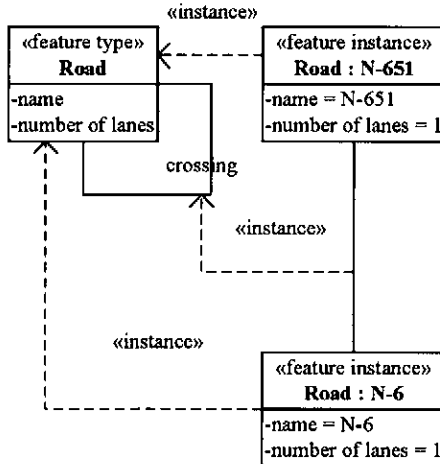 «instance»
«feature type»
Road
-name
-number of lanes
«feature instance»
Road : N-651
-name = N-651
-number of lanes = 1
crossing
«instance»
«instance»
«feature instance»
Road : N-6
-name = N-6
-number of lanes = 1